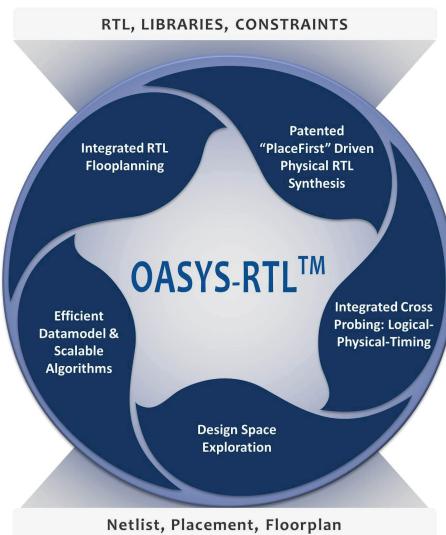 RTL, LIBRARIES, CONSTRAINTS
Integrated RTL
Flooplanning
Patented
“PlaceFirst” Driven
Physical RTL
Synthesis
OASYS-RTL™
Efficient
Datamodel &
Scalable
Algorithms
Integrated Cross
Probing: Logical-
Physical-Timing
Design Space
Exploration
Netlist, Placement, Floorplan